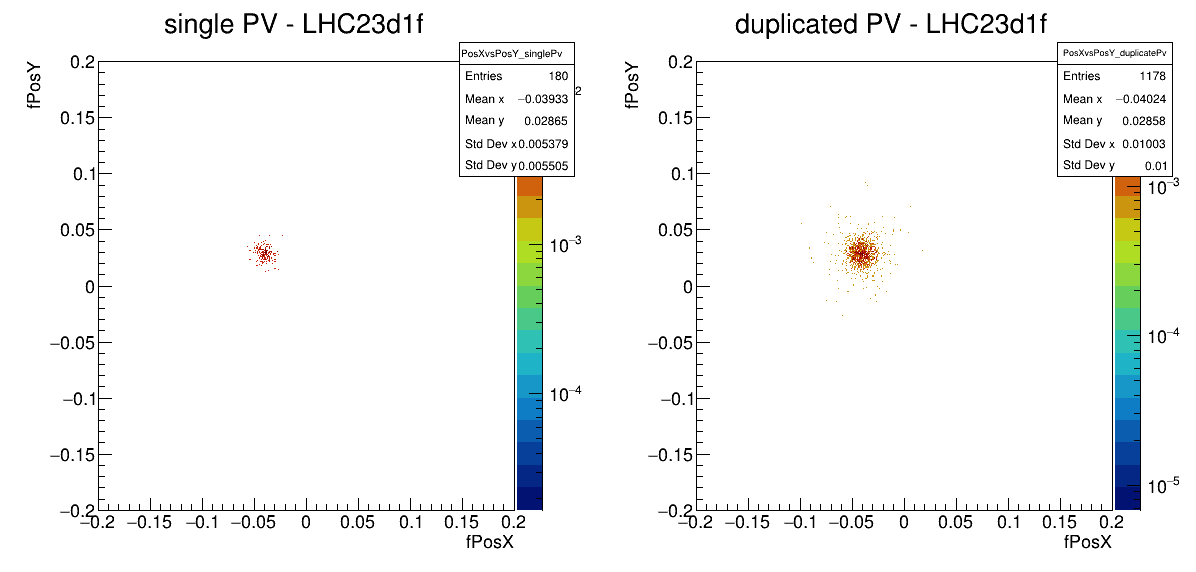 single PV - LHC23d1f
PosXvsPosY_singlePv
Entries 180
Mean x −0.03933
Mean y 0.02865
Std Dev x 0.005379
Std Dev y 0.005505
fPosY
0.2
0.15
0.1
0.05
0
−0.05
−0.1
−0.15
−0.2
−0.2 −0.15 −0.1 −0.05 0 0.05 0.1 0.15 0.2
fPosX
2
10−3
10−4
duplicated PV - LHC23d1f
PosXvsPosY_duplicatePv
Entries 1178
Mean x −0.04024
Mean y 0.02858
Std Dev x 0.01003
Std Dev y 0.01
fPosY
0.2
0.15
0.1
0.05
0
−0.05
−0.1
−0.15
−0.2
−0.2 −0.15 −0.1 −0.05 0 0.05 0.1 0.15 0.2
fPosX
10−3
10−4
10−5